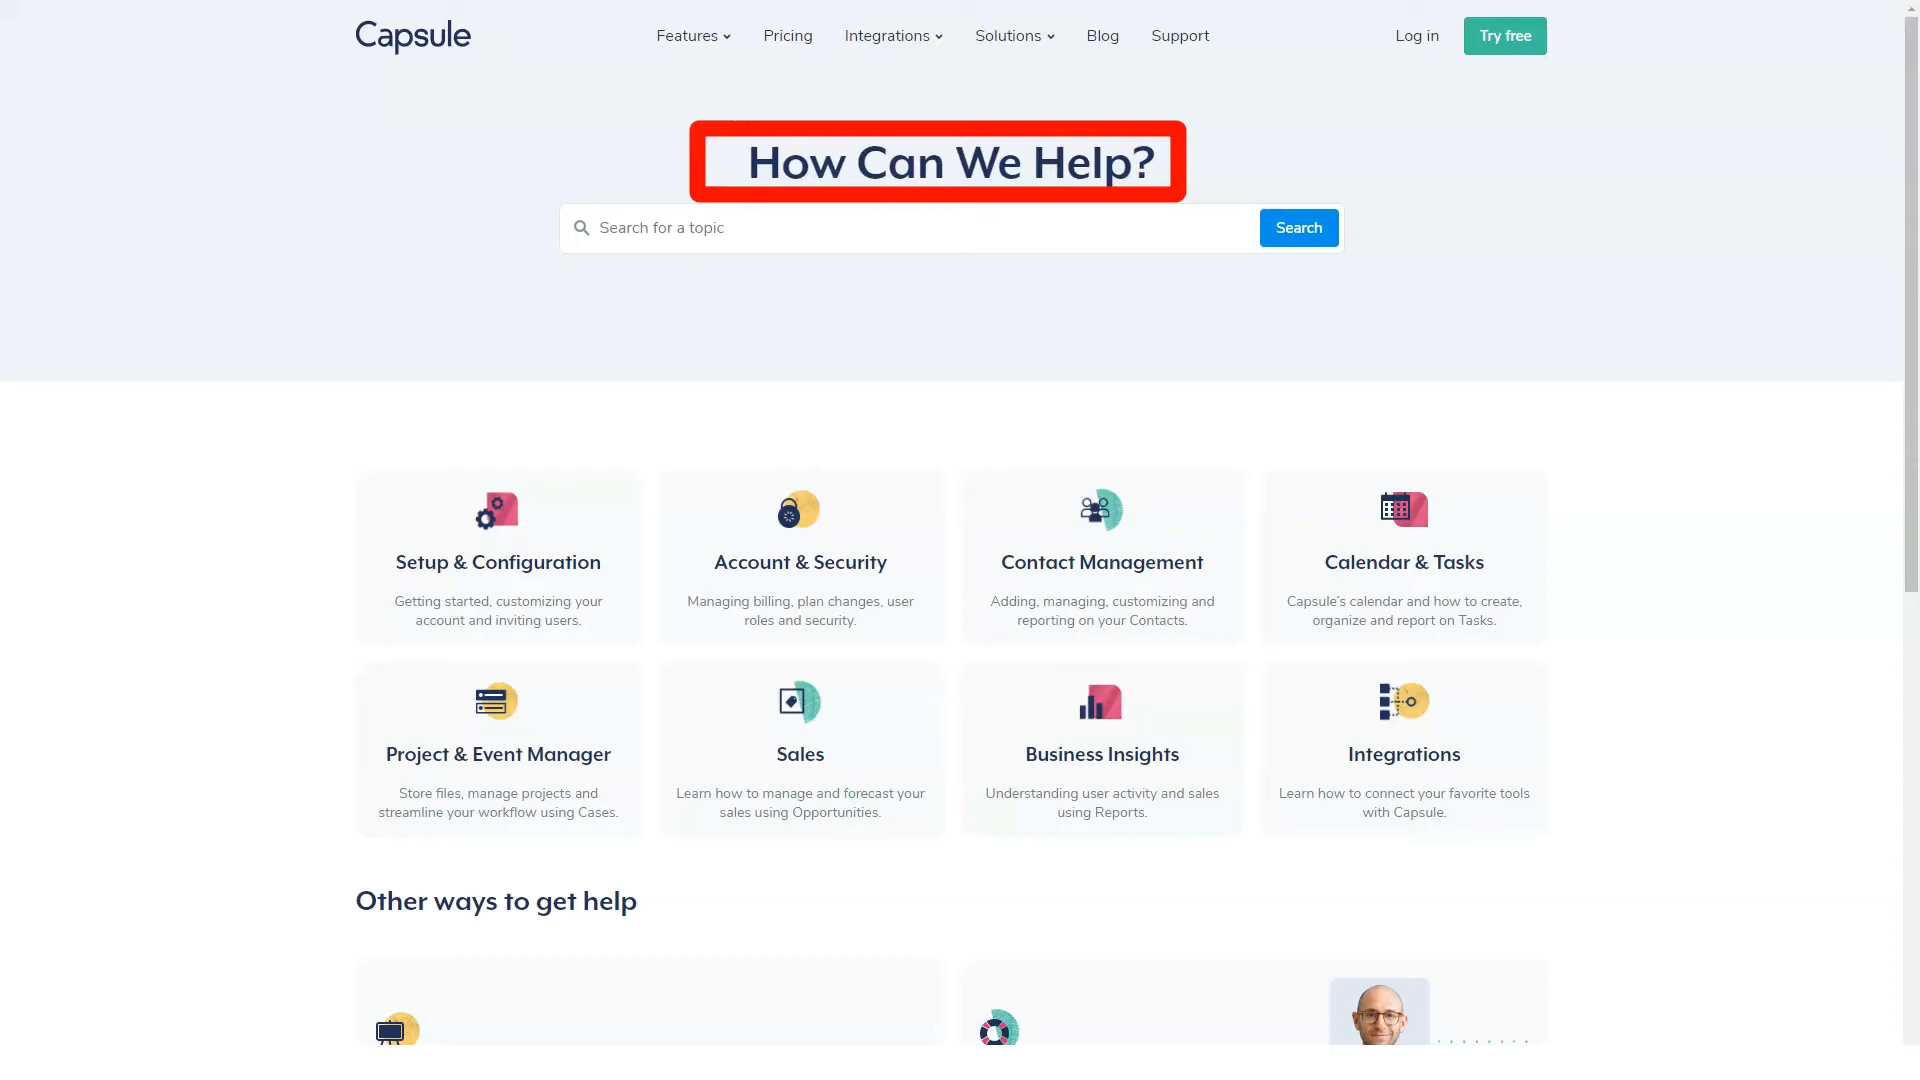 Capsule
Features Pricing Integrations Solutions Blog Support Log in Try free
How Can We Help?
Search for a topic Search
Setup & Configuration
Getting started, customizing your
account and inviting users.
Account & Security
Managing billing, plan changes, user
roles and security.
Contact Management
Adding, managing, customizing and
reporting on your Contacts.
Calendar & Tasks
Capsule's calendar and how to create,
organize and report on Tasks.
Project & Event Manager
Store files, manage projects and
streamline your workflow using Cases.
Sales
Learn how to manage and forecast your
sales using Opportunities.
Business Insights
Understanding user activity and sales
using Reports.
Integrations
Learn how to connect your favorite tools
with Capsule.
Other ways to get help